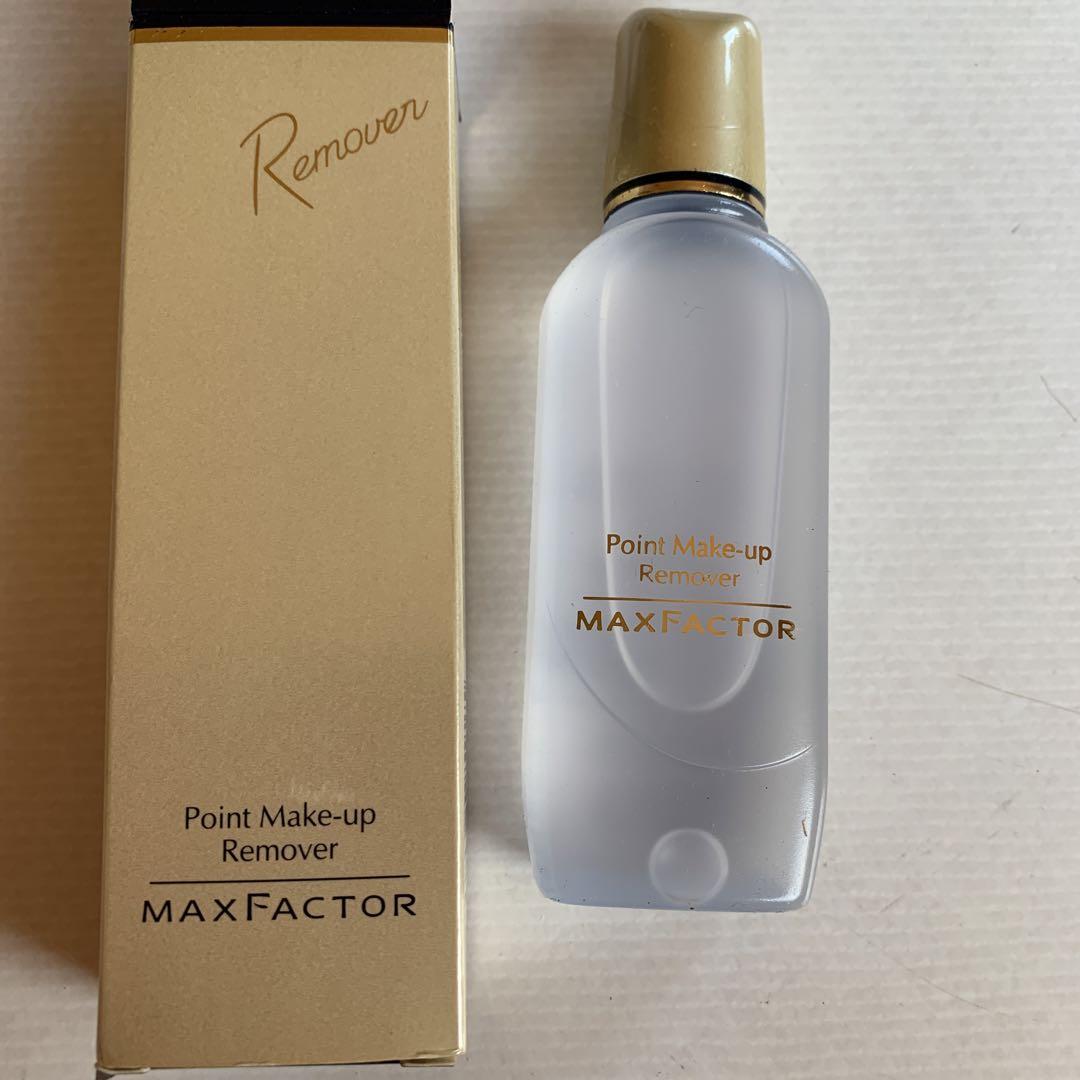 Remover
Point Make-up
Remover
MAXFACTOR
Point Make-up
Remover
MAXFACTOR